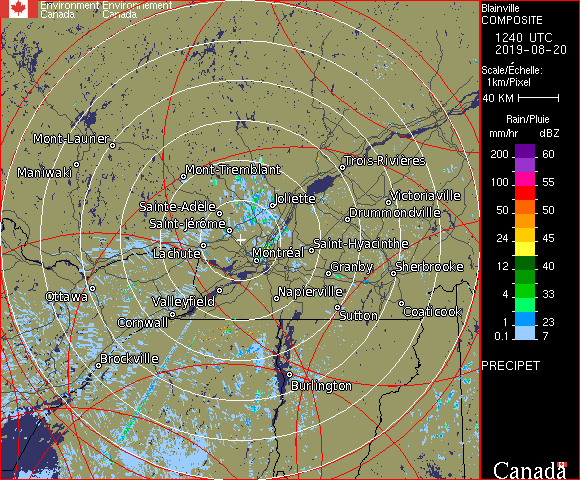 Environment Environnement
Canada Canada
Mont-Laurier
Maniwaki
Mont-Tremblant
Trois-Rivières
Joliette
Victoriaville
Sainte-Adèle
Drummondville
Saint-Jérôme
Saint-Hyacinthe
Lachute
Montréal
Granby
Sherbrooke
Ottawa
Valleyfield
Napierville
Coaticook
Cornwall
Sutton
Brockville
Burlington
Blainville
COMPOSITE
1240 UTC
2019-08-20
Scale/Échelle:
1km/Pixel
40 KM
Rain/Pluie
mm/hr dBZ
200 60
100 55
50 50
24 45
12 40
4 33
1 23
0.1 7
PRECIPET
Canada